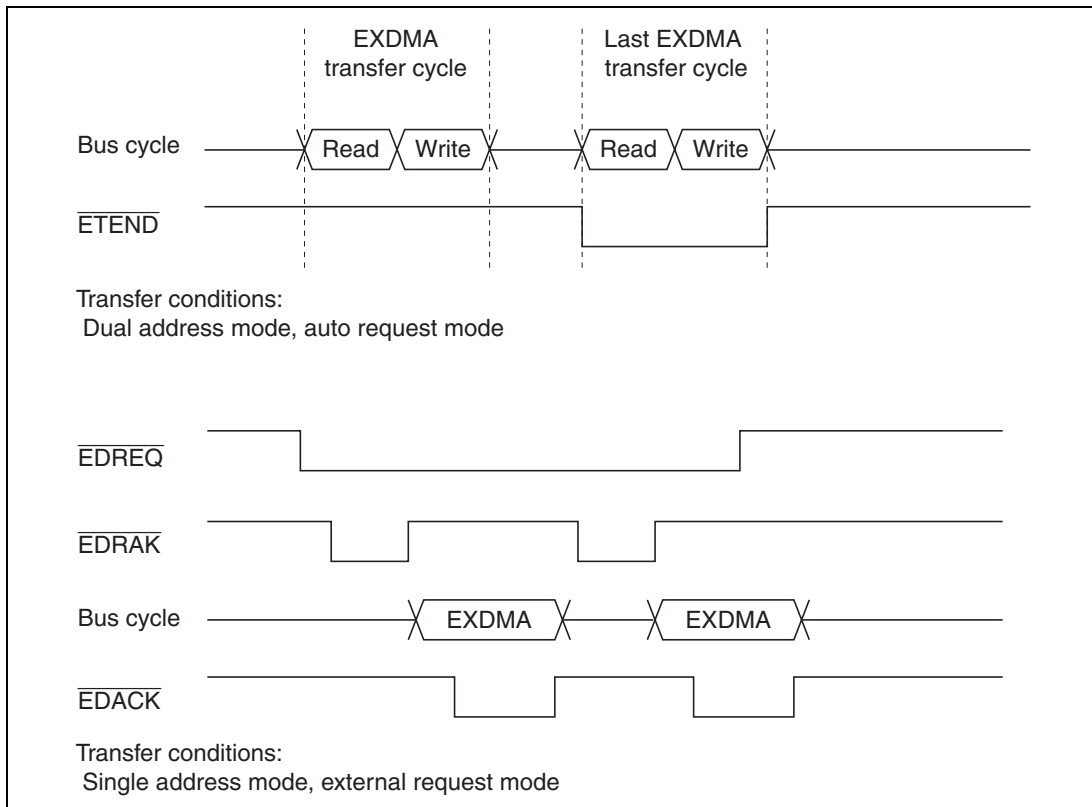 EXDMA
transfer cycle
Last EXDMA
transfer cycle
Bus cycle
Read
Write
Read
Write
ETEND
Transfer conditions:
Dual address mode, auto request mode
EDREQ
EDRAK
Bus cycle
EXDMA
EXDMA
EDACK
Transfer conditions:
Single address mode, external request mode